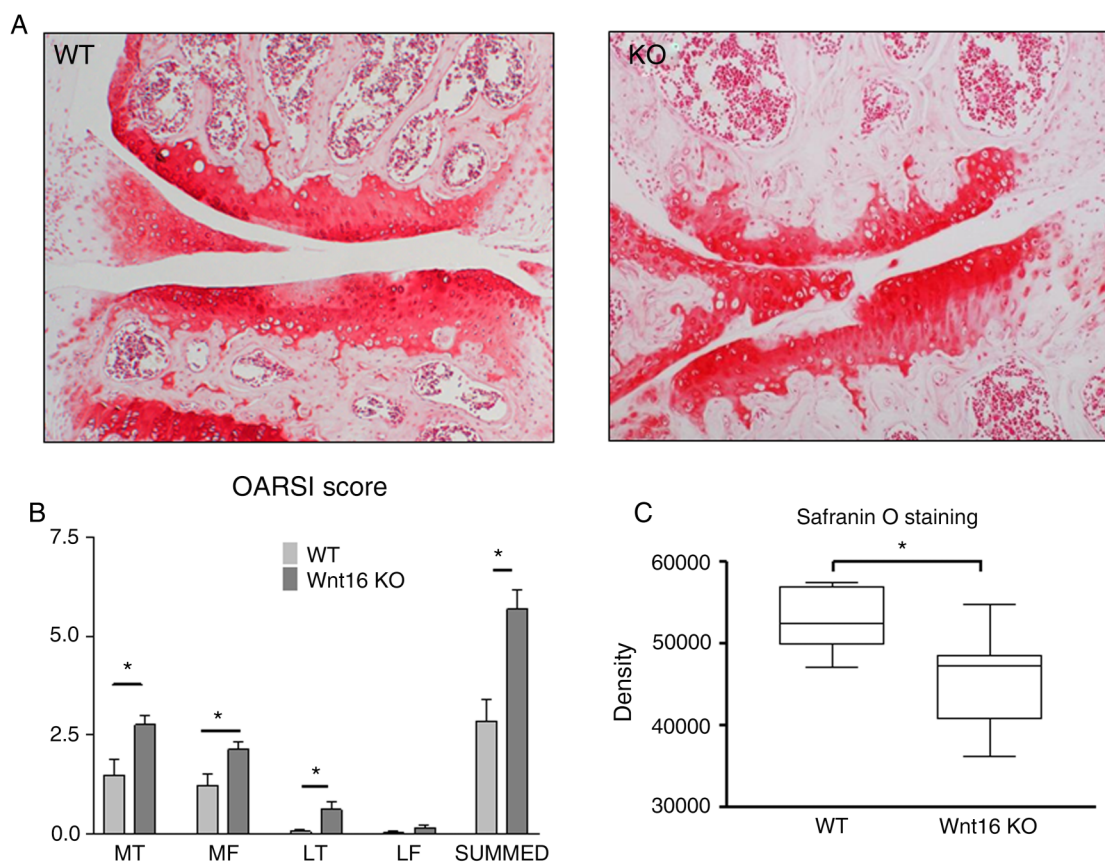 A
WT
KO
OARSI score
B
7.5
5.0
2.5
0.0
WT
Wnt16 KO
*
*
*
*
MT MF LT LF SUMMED
C
Safranin O staining
*
60000
50000
40000
30000
Density
WT Wnt16 KO